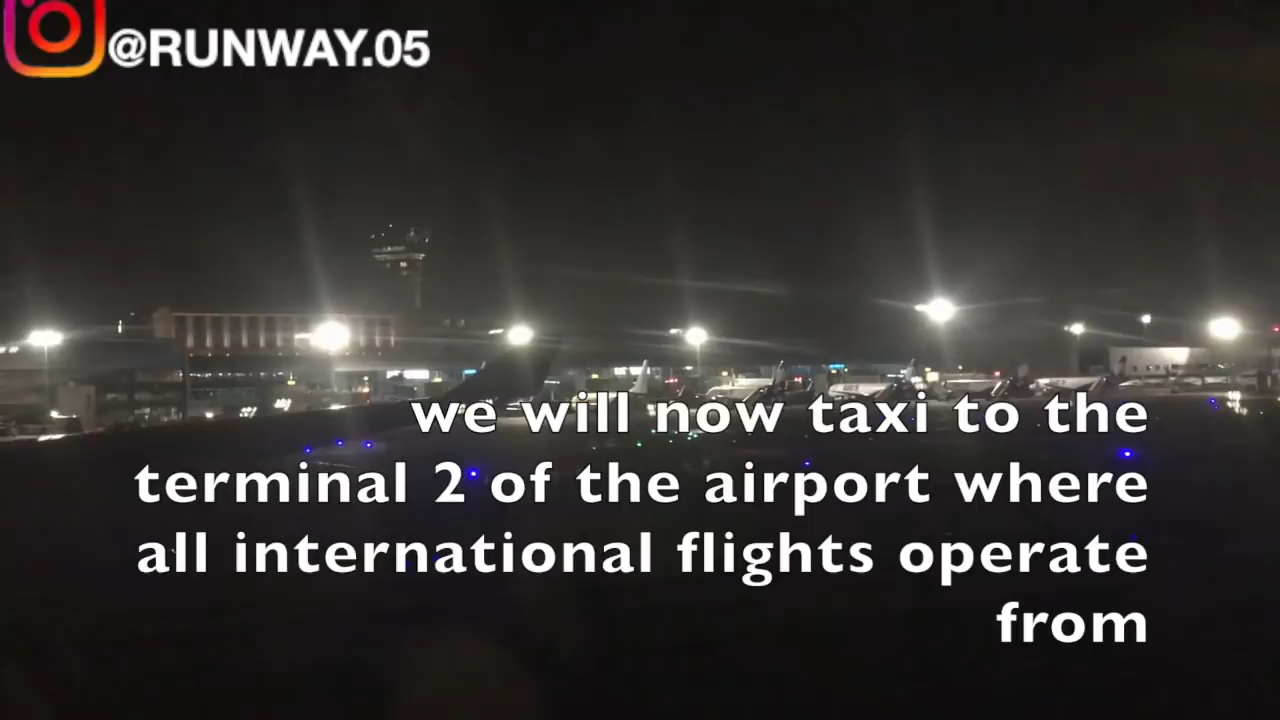 @RUNWAY.05
we will now taxi to the
terminal 2 of the airport where
all international flights operate
from